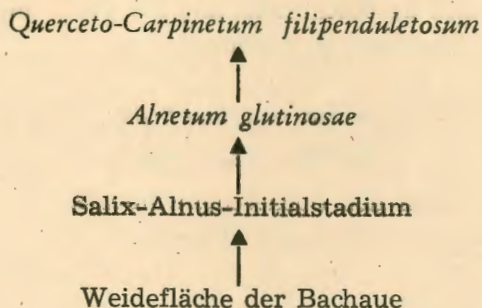 Querceto-Carpinetum filipenduletosum
Alnetum glutinosae
Salix-Alnus-Initialstadium
Weidefläche der Bachaue